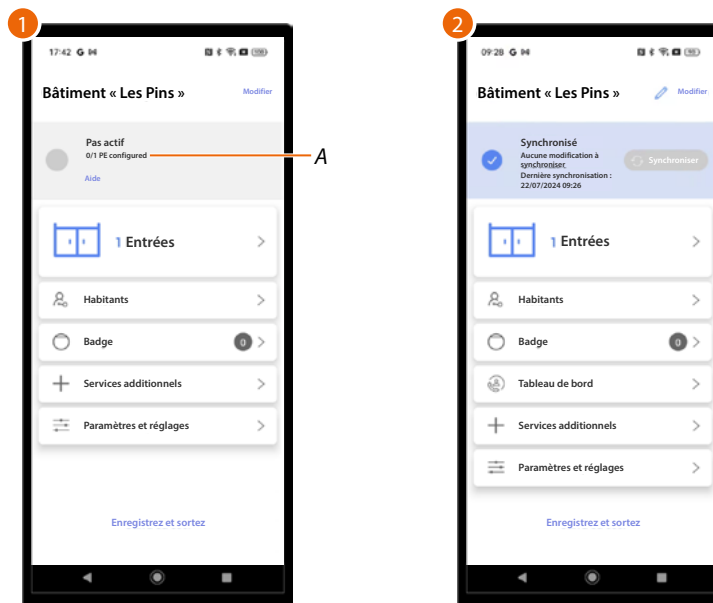 1
17:42
Bâtiment « Les Pins »
Modifier
Pas actif
0/1 PE configured
A
Aide
1 Entrées
Habitants
Badge
0
Services additionnels
Paramètres et réglages
Enregistrez et sortez
2
09:28
Bâtiment « Les Pins »
Modifier
Synchronisé
Aucune modification à
synchroniser
Dernière synchronisation :
22/07/2024 09:26
Synchroniser
1 Entrées
Habitants
Badge
0
Tableau de bord
Services additionnels
Paramètres et réglages
Enregistrez et sortez